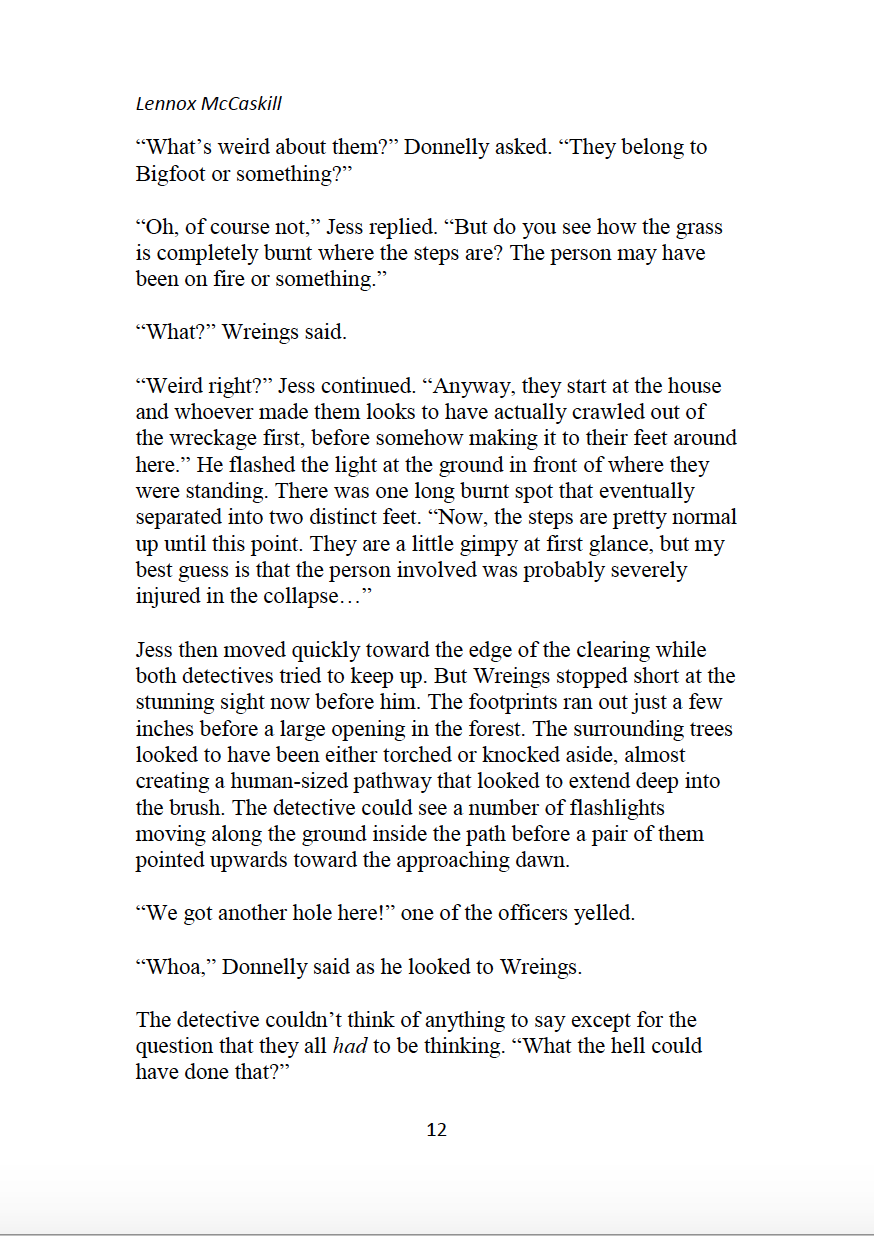 Lennox McCaskill
“What’s weird about them?” Donnelly asked. “They belong to
Bigfoot or something?”
“Oh, of course not,” Jess replied. “But do you see how the grass
is completely burnt where the steps are? The person may have
been on fire or something.”
“What?” Wreings said.
“Weird right?” Jess continued. “Anyway, they start at the house
and whoever made them looks to have actually crawled out of
the wreckage first, before somehow making it to their feet around
here.” He flashed the light at the ground in front of where they
were standing. There was one long burnt spot that eventually
separated into two distinct feet. “Now, the steps are pretty normal
up until this point. They are a little gimpy at first glance, but my
best guess is that the person involved was probably severely
injured in the collapse…”
Jess then moved quickly toward the edge of the clearing while
both detectives tried to keep up. But Wreings stopped short at the
stunning sight now before him. The footprints ran out just a few
inches before a large opening in the forest. The surrounding trees
looked to have been either torched or knocked aside, almost
creating a human-sized pathway that looked to extend deep into
the brush. The detective could see a number of flashlights
moving along the ground inside the path before a pair of them
pointed upwards toward the approaching dawn.
“We got another hole here!” one of the officers yelled.
“Whoa,” Donnelly said as he looked to Wreings.
The detective couldn’t think of anything to say except for the
question that they all had to be thinking. “What the hell could
have done that?”
12